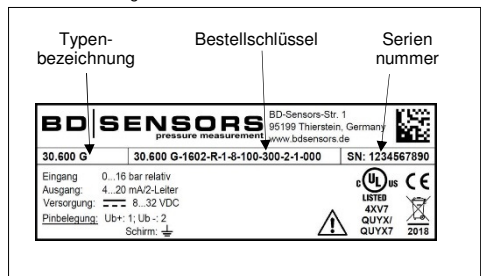 Typen-
bezeichnung
Bestellschlüssel
Serien
nummer
BD|SENSORS
pressure measurement
BD-Sensors-Str. 1
95199 Thierstein, Germany
www.bdsensors.de
30.600 G
30.600 G-1602-R-1-8-100-300-2-1-000
SN: 1234567890
Eingang 0...16 bar relativ
Ausgang: 4...20 mA/2-Leiter
Versorgung: 8...32 VDC
Pinbelegung: Ub+: 1; Ub -: 2
Schirm:
c UL us CE
LISTED
4XV7
QUYX/
QUYX7
2018